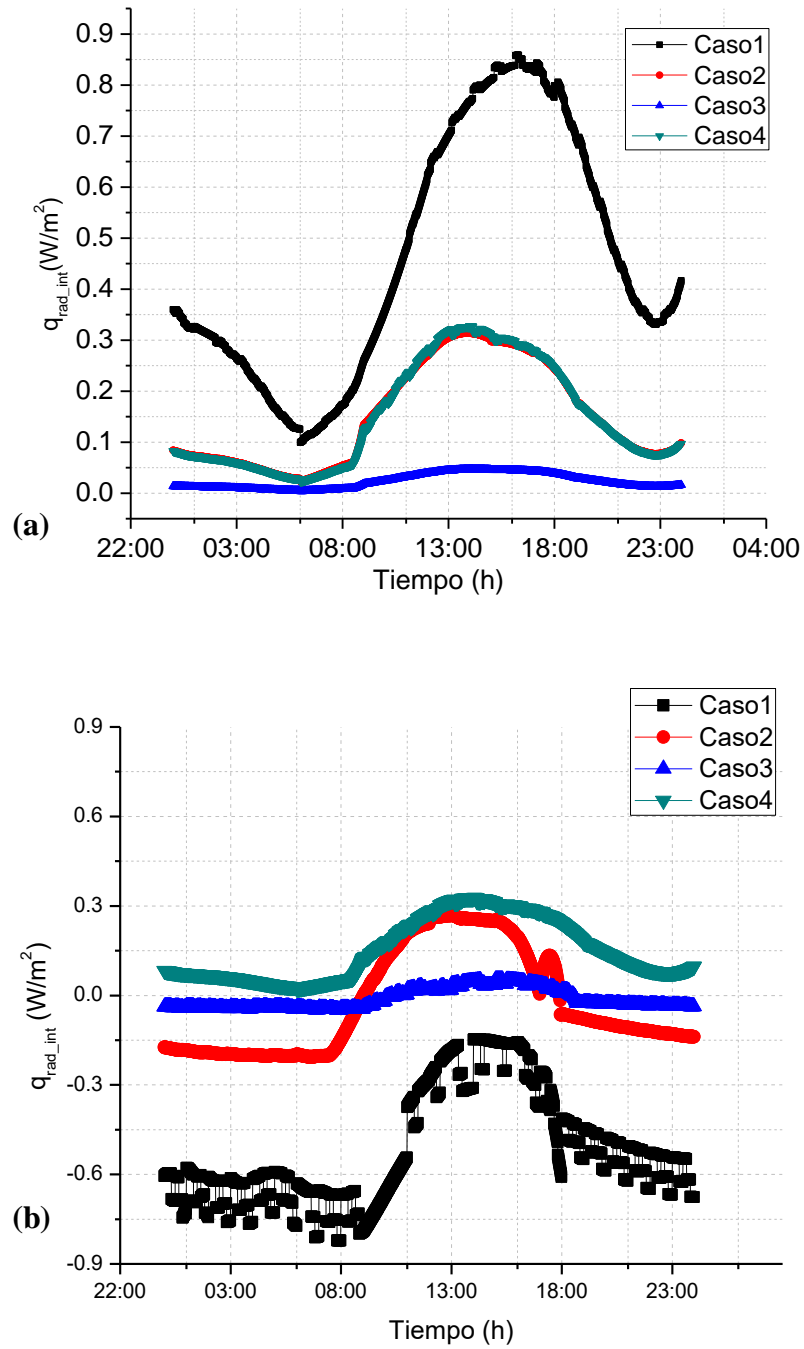 0.9
0.8
0.7
0.6
0.5
0.4
0.3
0.2
0.1
0.0
q_rad_int(W/m²)
Caso1
Caso2
Caso3
Caso4
(a)
22:00 03:00 08:00 13:00 18:00 23:00 04:00
Tiempo (h)
Caso1
Caso2
Caso3
Caso4
0.9
0.6
0.3
0.0
-0.3
-0.6
-0.9
q_rad_int (W/m²)
(b)
22:00 03:00 08:00 13:00 18:00 23:00
Tiempo (h)